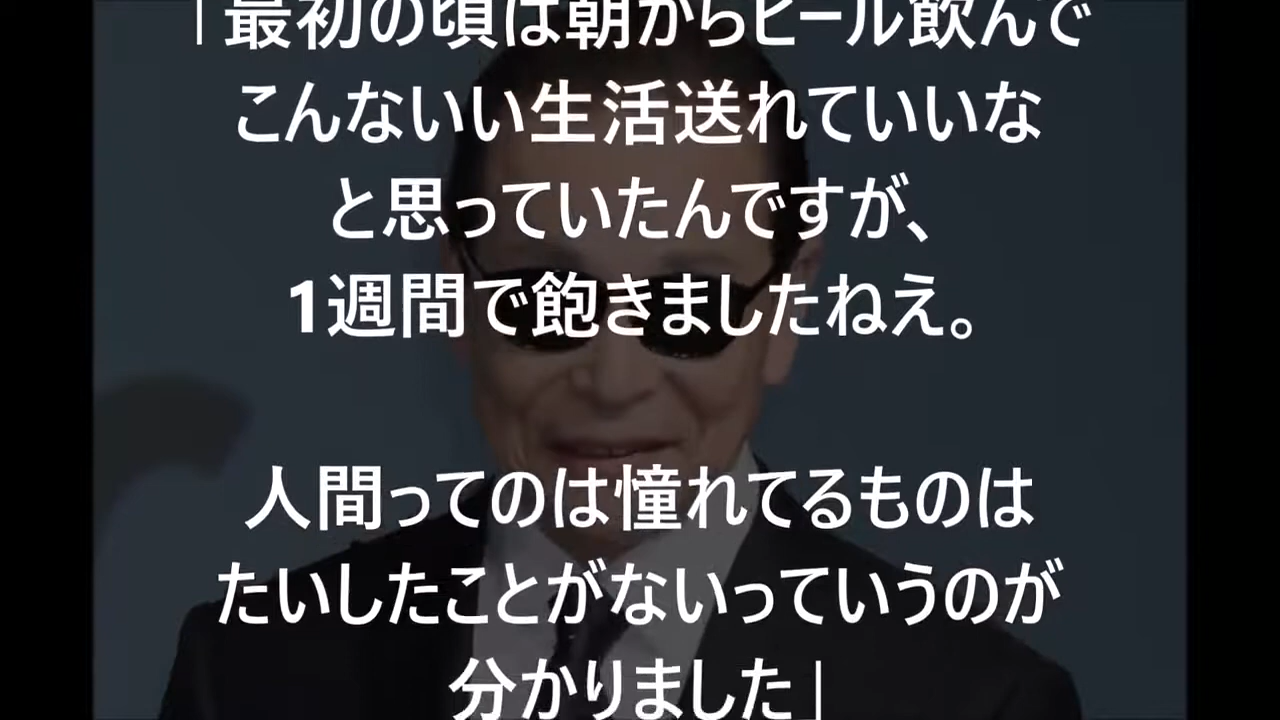 「最初の頃は朝からビール飲んで
こんないい生活送れていいな
と思っていたんですが、
1週間で飽きましたねえ。
人間ってのは憧れてるものは
たいしたことがないっていうのが
分かりました」